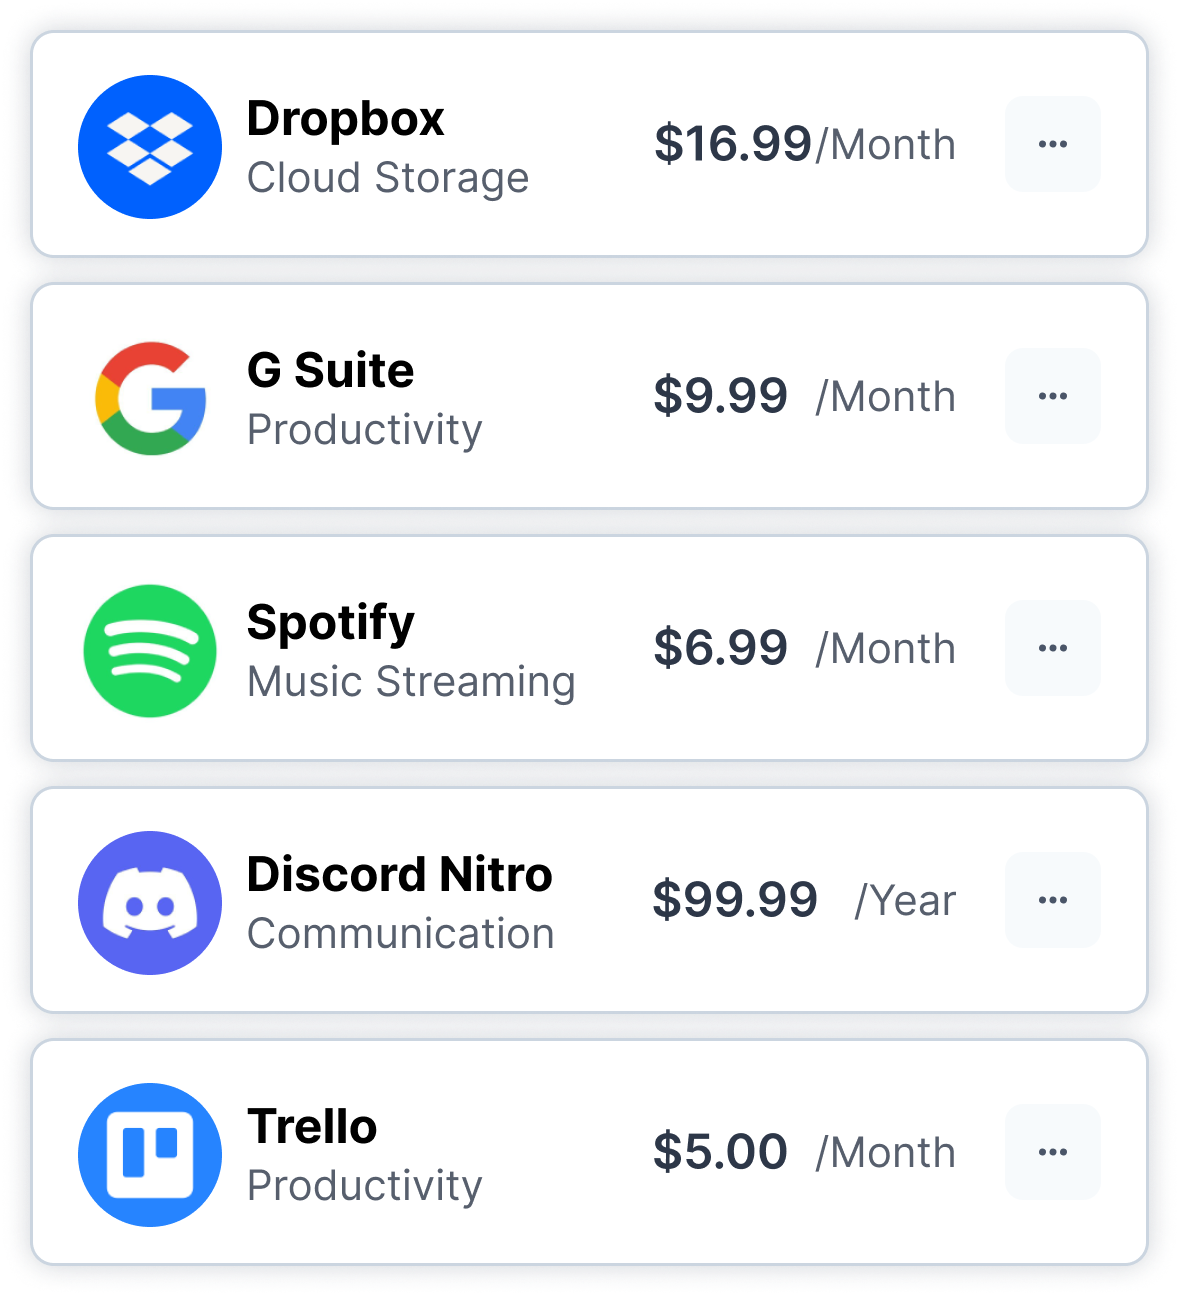 Dropbox
Cloud Storage
$16.99/Month
G Suite
Productivity
$9.99 /Month
Spotify
Music Streaming
$6.99 /Month
Discord Nitro
Communication
$99.99 /Year
Trello
Productivity
$5.00 /Month